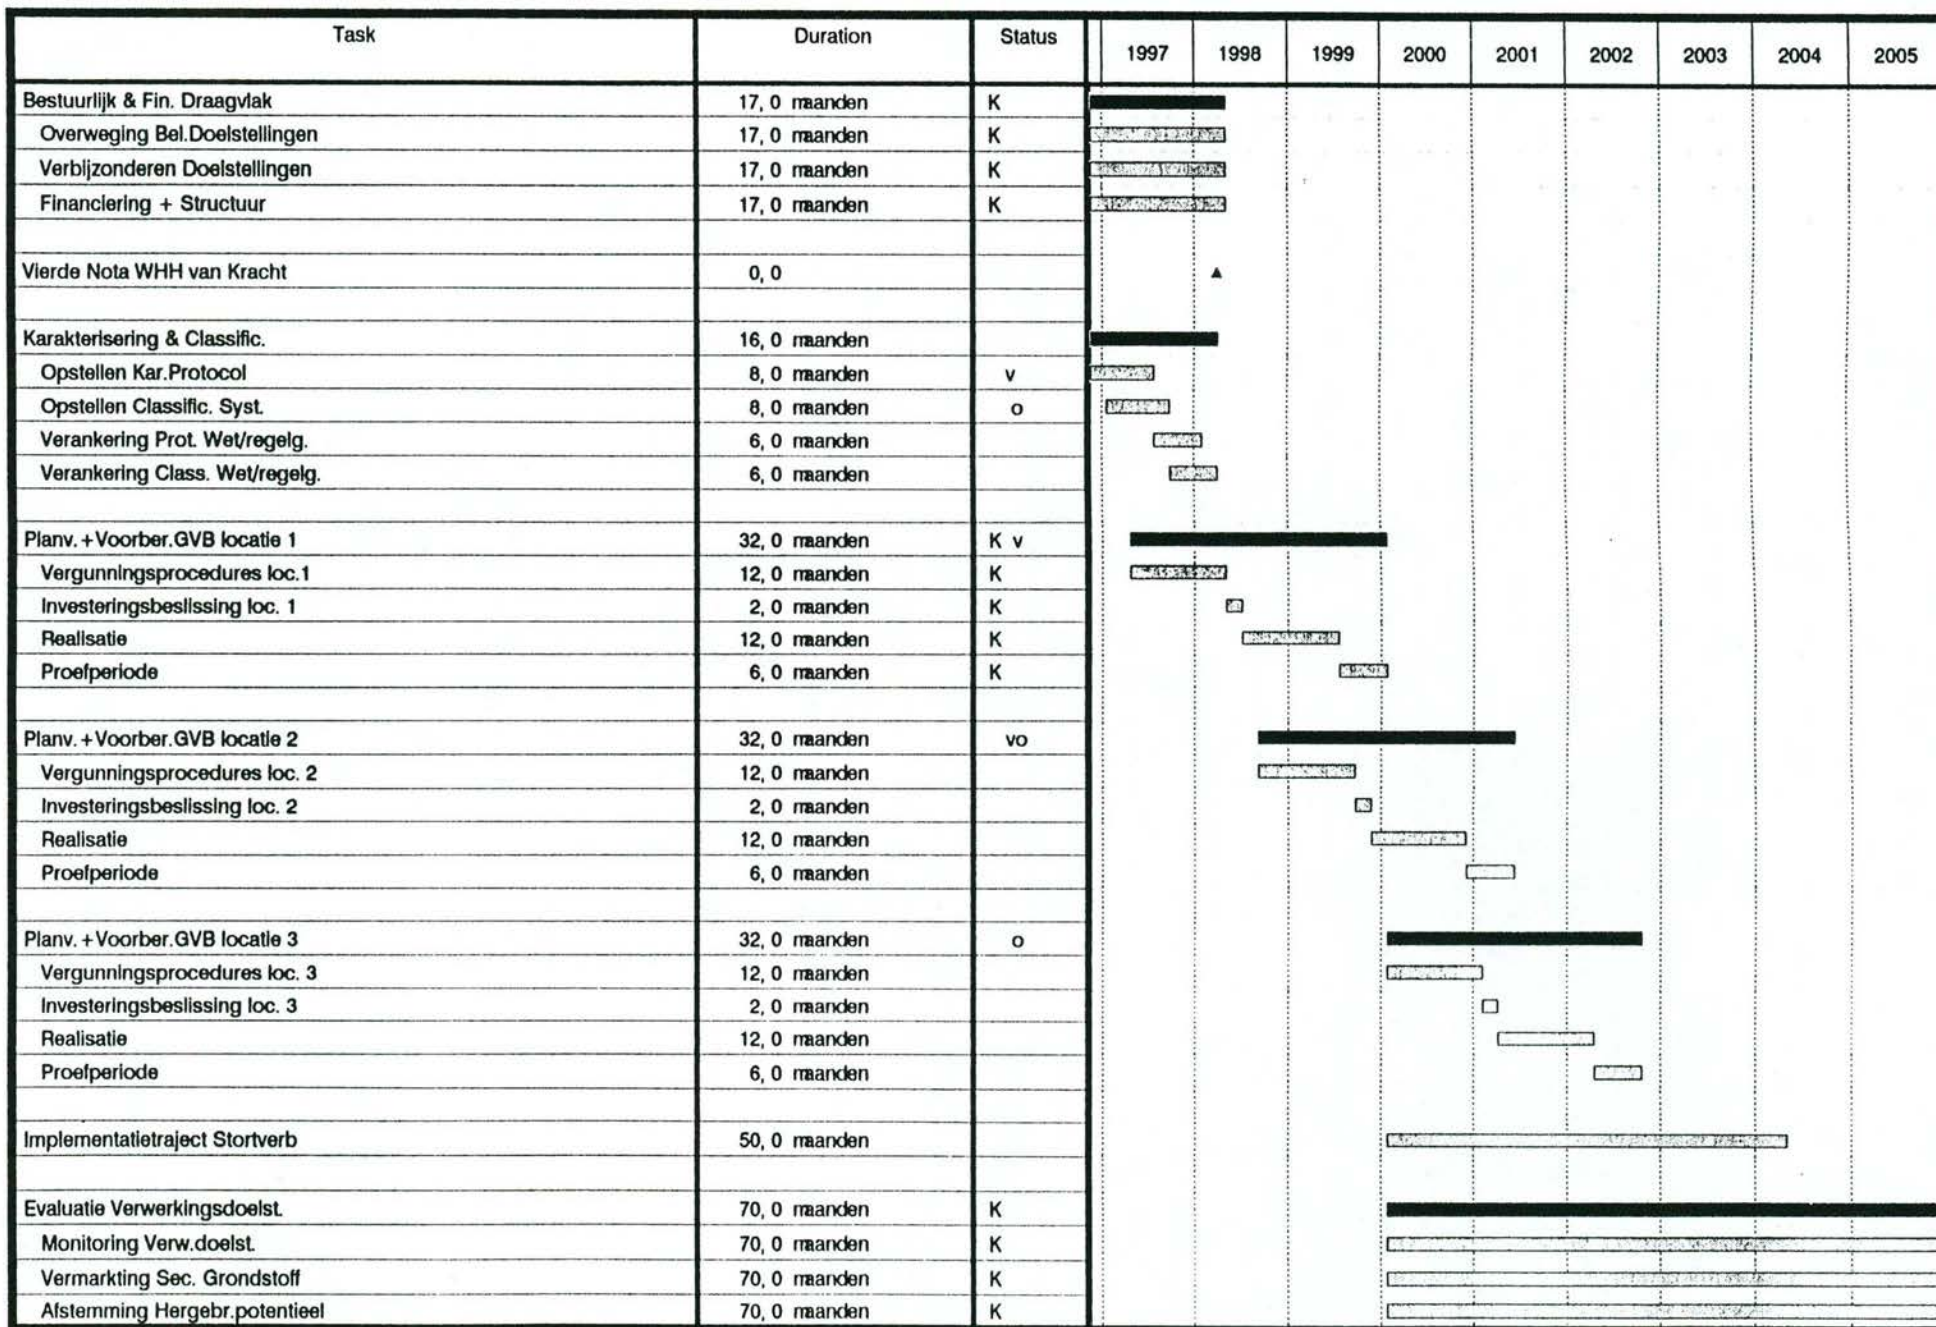 Task Duration Status 1997 1998 1999 2000 2001 2002 2003 2004 2005
Bestuurlijk & Fin. Draagvlak 17, 0 maanden K
Overweging Bel.Doelstellingen 17, 0 maanden K
Verbijzonderen Doelstellingen 17, 0 maanden K
Financiering + Structuur 17, 0 maanden K
Vierde Nota WHH van Kracht 0, 0
Karakterisering & Classific. 16, 0 maanden
Opstellen Kar.Protocol 8, 0 maanden v
Opstellen Classific. Syst. 8, 0 maanden o
Verankering Prot. Wet/regelg. 6, 0 maanden
Verankering Class. Wet/regelg. 6, 0 maanden
Planv.+Voorber.GVB locatie 1 32, 0 maanden K v
Vergunningsprocedures loc.1 12, 0 maanden K
Investeringsbeslissing loc. 1 2, 0 maanden K
Realisatie 12, 0 maanden K
Proefperiode 6, 0 maanden K
Planv.+Voorber.GVB locatie 2 32, 0 maanden vo
Vergunningsprocedures loc. 2 12, 0 maanden
Investeringsbeslissing loc. 2 2, 0 maanden
Realisatie 12, 0 maanden
Proefperiode 6, 0 maanden
Planv.+Voorber.GVB locatie 3 32, 0 maanden o
Vergunningsprocedures loc. 3 12, 0 maanden
Investeringsbeslissing loc. 3 2, 0 maanden
Realisatie 12, 0 maanden
Proefperiode 6, 0 maanden
Implementatietraject Stortverb 50, 0 maanden
Evaluatie Verwerkingsdoelst. 70, 0 maanden K
Monitoring Verw.doelst. 70, 0 maanden K
Vermarkting Sec. Grondstoff 70, 0 maanden K
Afstemming Hergebr.potentieel 70, 0 maanden K